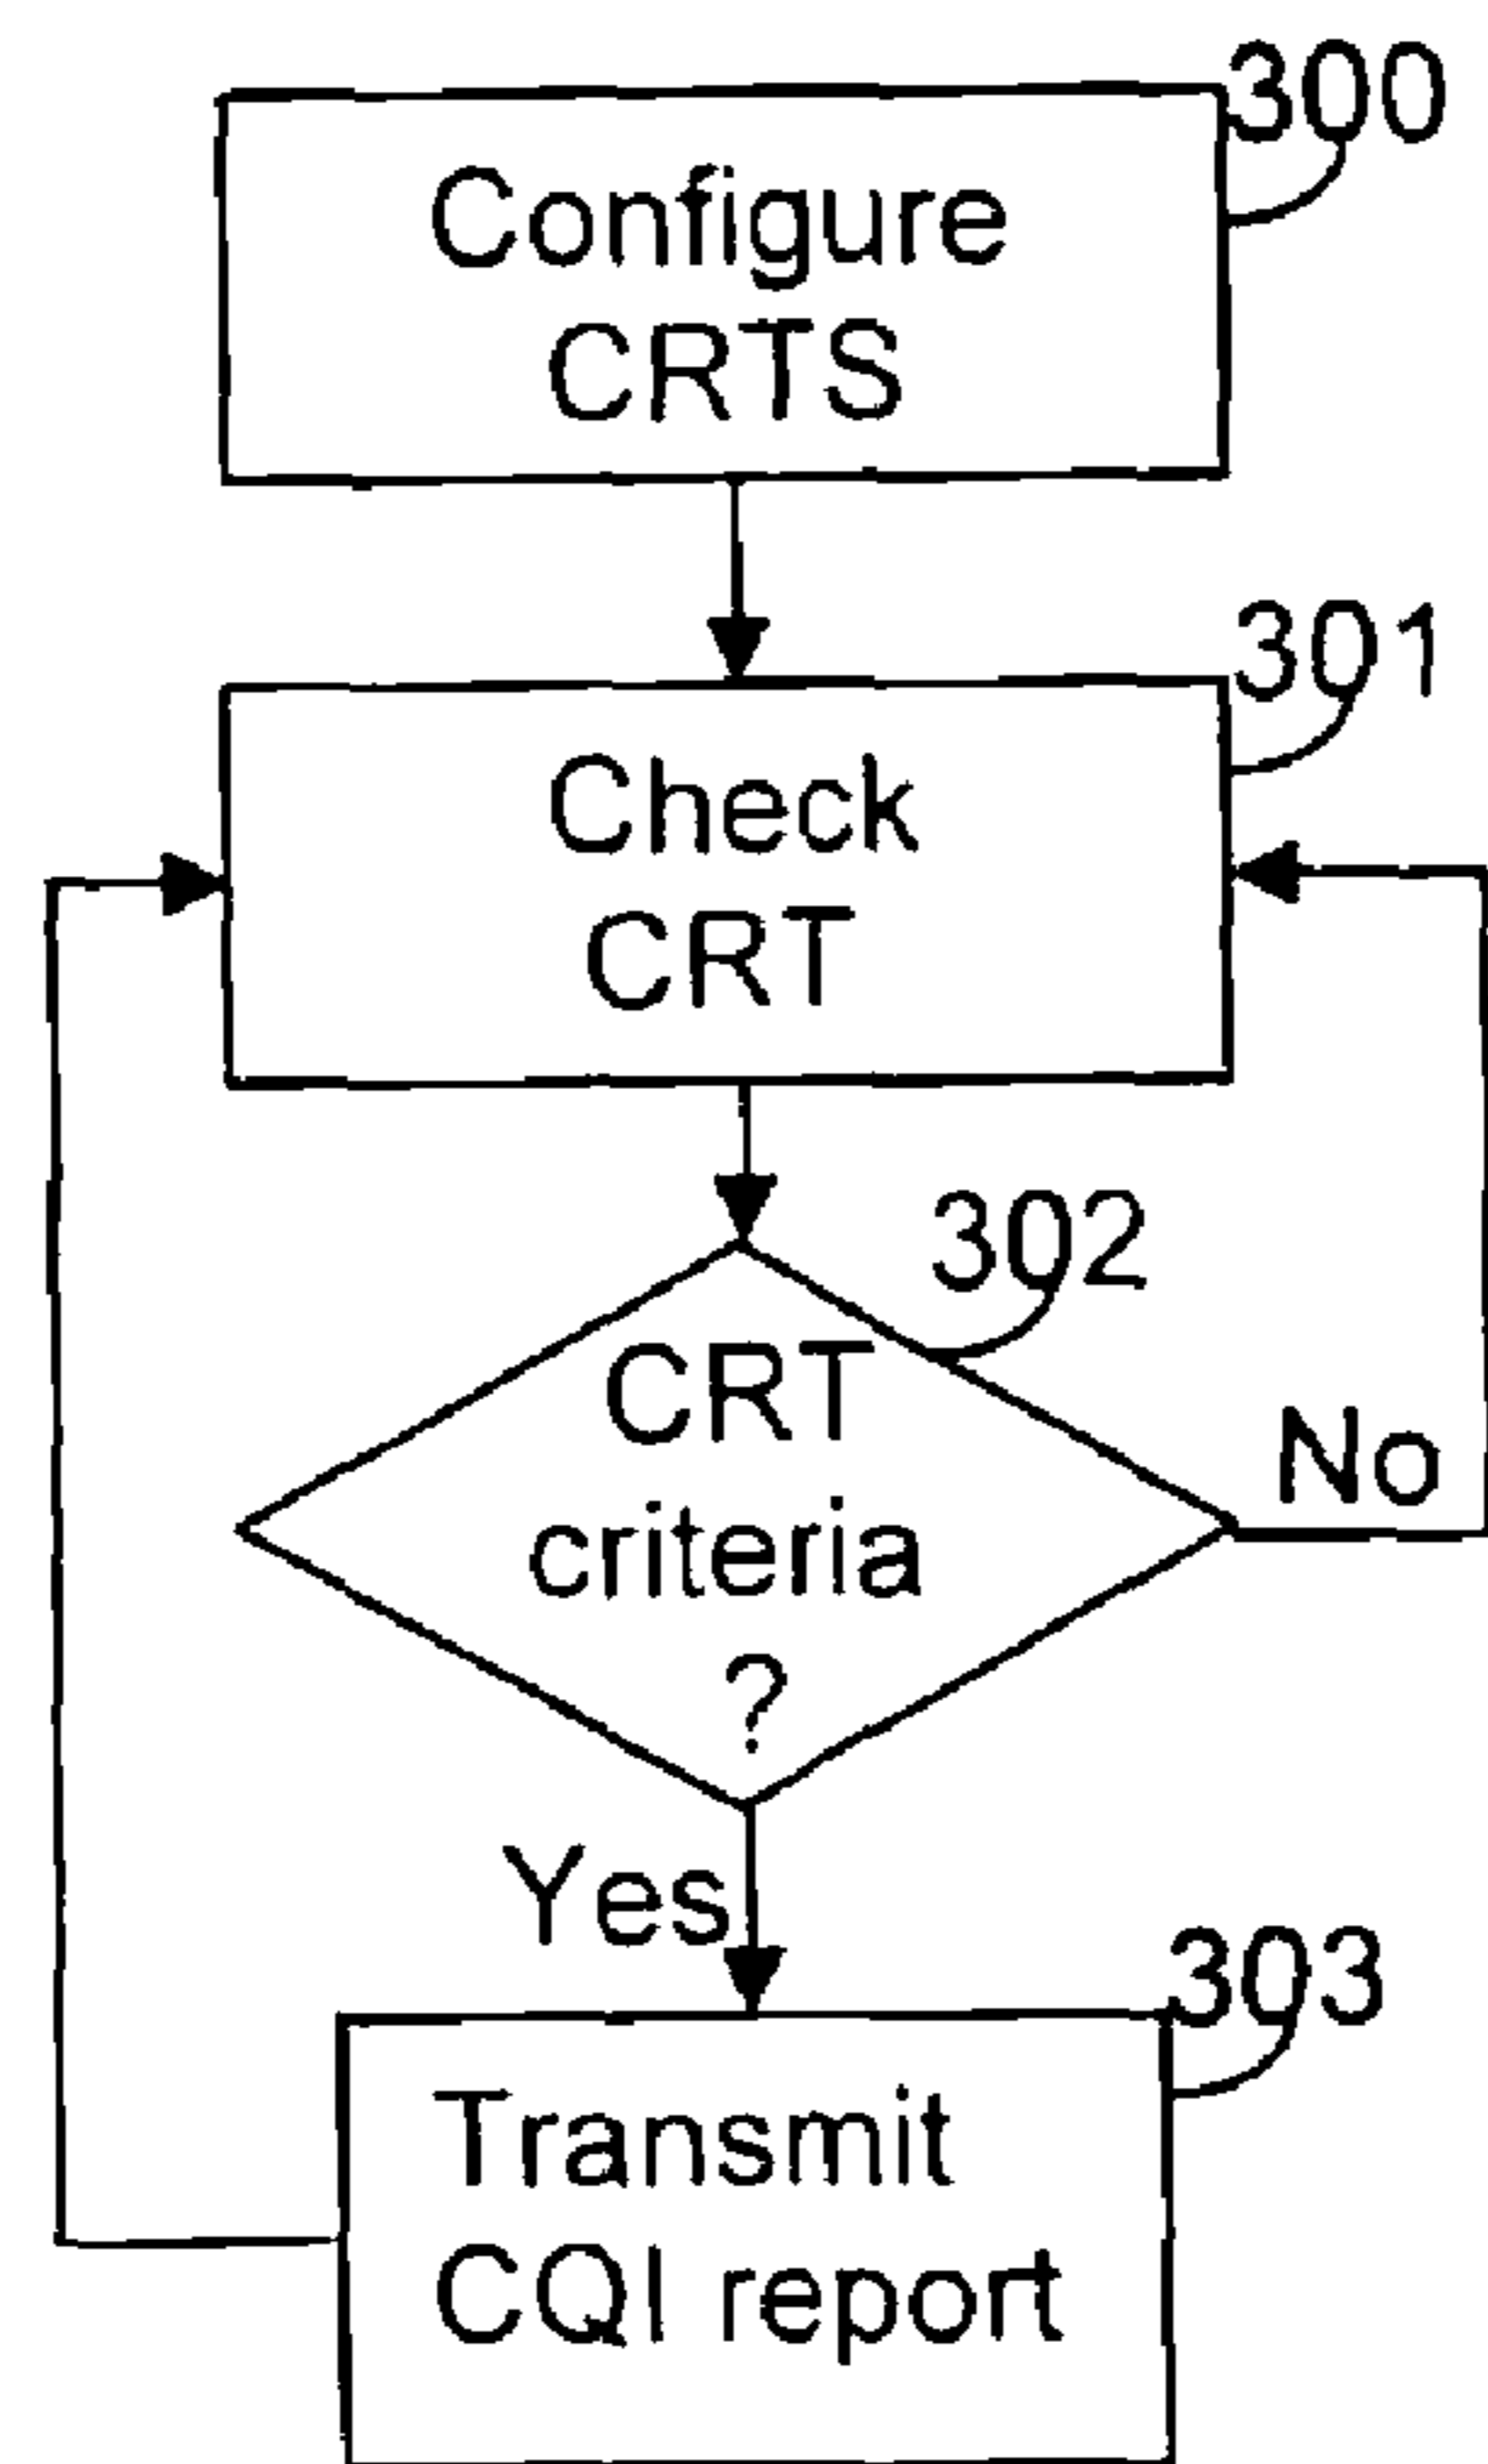 300
Configure
CRTS
301
Check
CRT
302
CRT
criteria
?
No
Yes
303
Transmit
CQI report